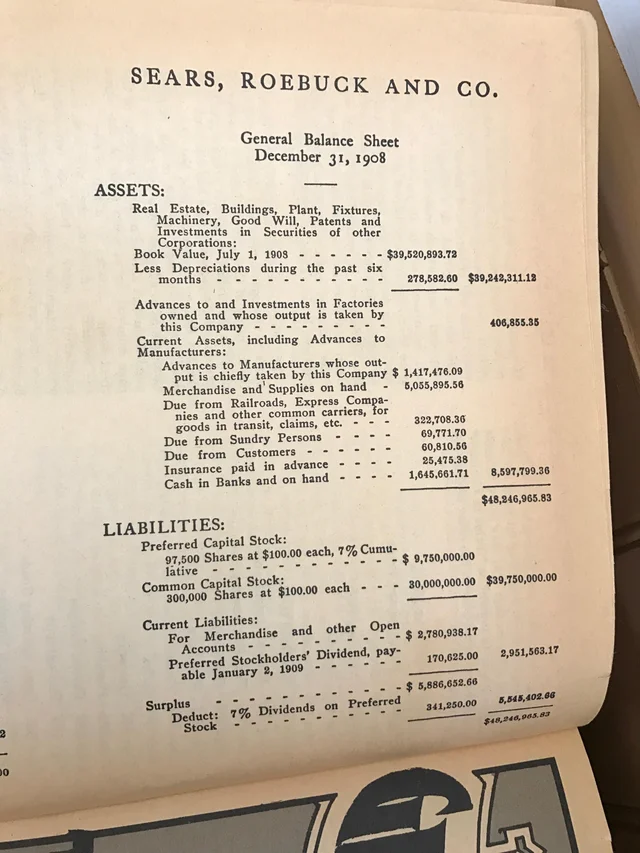 SEARS, ROEBUCK AND CO.
General Balance Sheet
December 31, 1908
ASSETS:
Real Estate, Buildings, Plant, Fixtures,
Machinery, Good Will, Patents and
Investments in Securities of other
Corporations:
Book Value, July 1, 1908 - - - - - - $39,520,893.72
Less Depreciations during the past six
months - - - - - - - - - 278,582.60 $39,242,311.12
Advances to and Investments in Factories
owned and whose output is taken by
this Company - - - - - - - - - 406,855.35
Current Assets, including Advances to
Manufacturers:
Advances to Manufacturers whose out-
put is chiefly taken by this Company $ 1,417,476.09
Merchandise and Supplies on hand - 5,055,895.56
Due from Railroads, Express Compa-
nies and other common carriers, for
goods in transit, claims, etc. - - - 322,708.36
Due from Sundry Persons - - - - 69,771.70
Due from Customers - - - - - - 60,810.56
Insurance paid in advance - - - - 25,475.38
Cash in Banks and on hand - - - - 1,645,661.71 8,597,799.36
$48,246,965.83
LIABILITIES:
Preferred Capital Stock:
97,500 Shares at $100.00 each, 7% Cumu-
lative - - - - - - - - - - - $ 9,750,000.00
Common Capital Stock:
300,000 Shares at $100.00 each - - - 30,000,000.00 $39,750,000.00
Current Liabilities:
For Merchandise and other Open
Accounts - - - - - - - - - - $ 2,780,938.17
Preferred Stockholders' Dividend, pay-
able January 2, 1909 - - - - - - 170,625.00 2,951,563.17
Surplus - - - - - - - - - - - - $ 5,886,652.66
Deduct: 7% Dividends on Preferred
Stock - - - - - - - - - - 341,250.00 5,545,402.66
$48,246,965.83
2
00